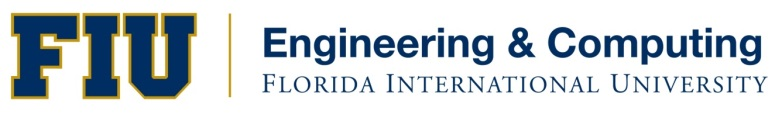 FIU
Engineering & Computing
FLORIDA INTERNATIONAL UNIVERSITY